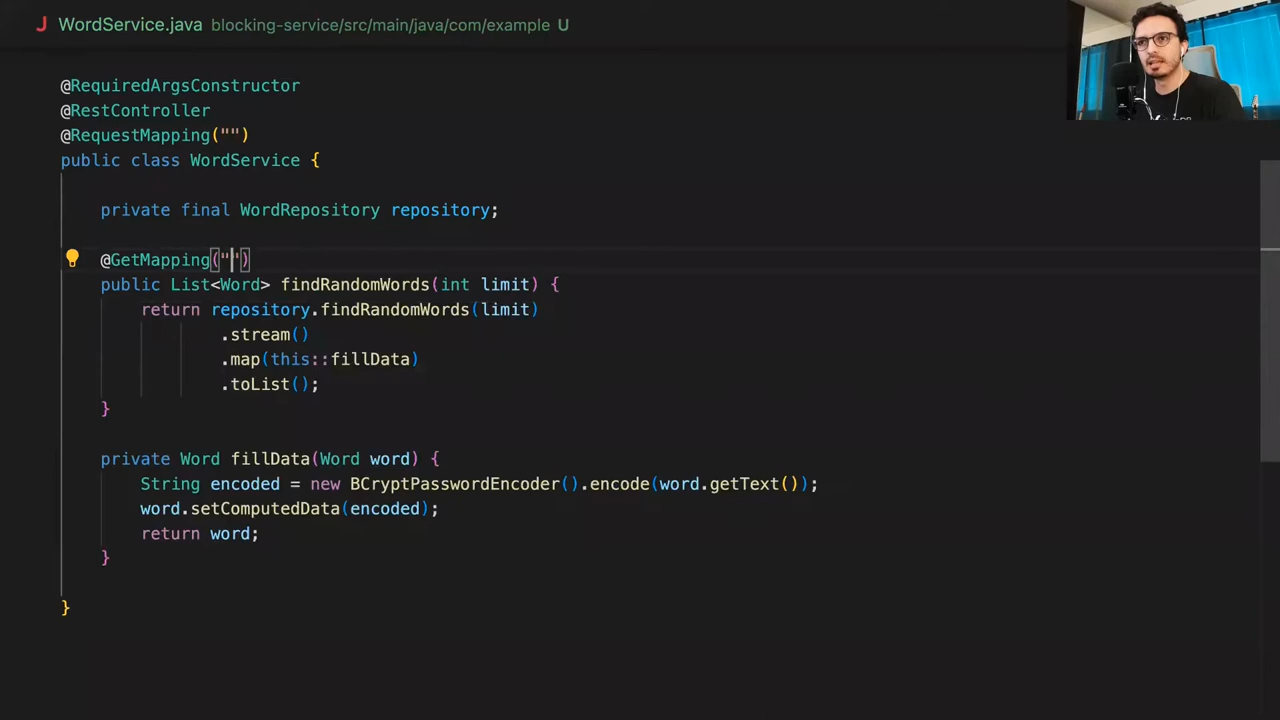 J WordService.java blocking-service/src/main/java/com/example U
@RequiredArgsConstructor
@RestController
@RequestMapping("")
public class WordService {
private final WordRepository repository;
@GetMapping("")
public List<Word> findRandomWords(int limit) {
return repository.findRandomWords(limit)
.stream()
.map(this::fillData)
.toList();
}
private Word fillData(Word word) {
String encoded = new BCryptPasswordEncoder().encode(word.getText());
word.setComputedData(encoded);
return word;
}
}